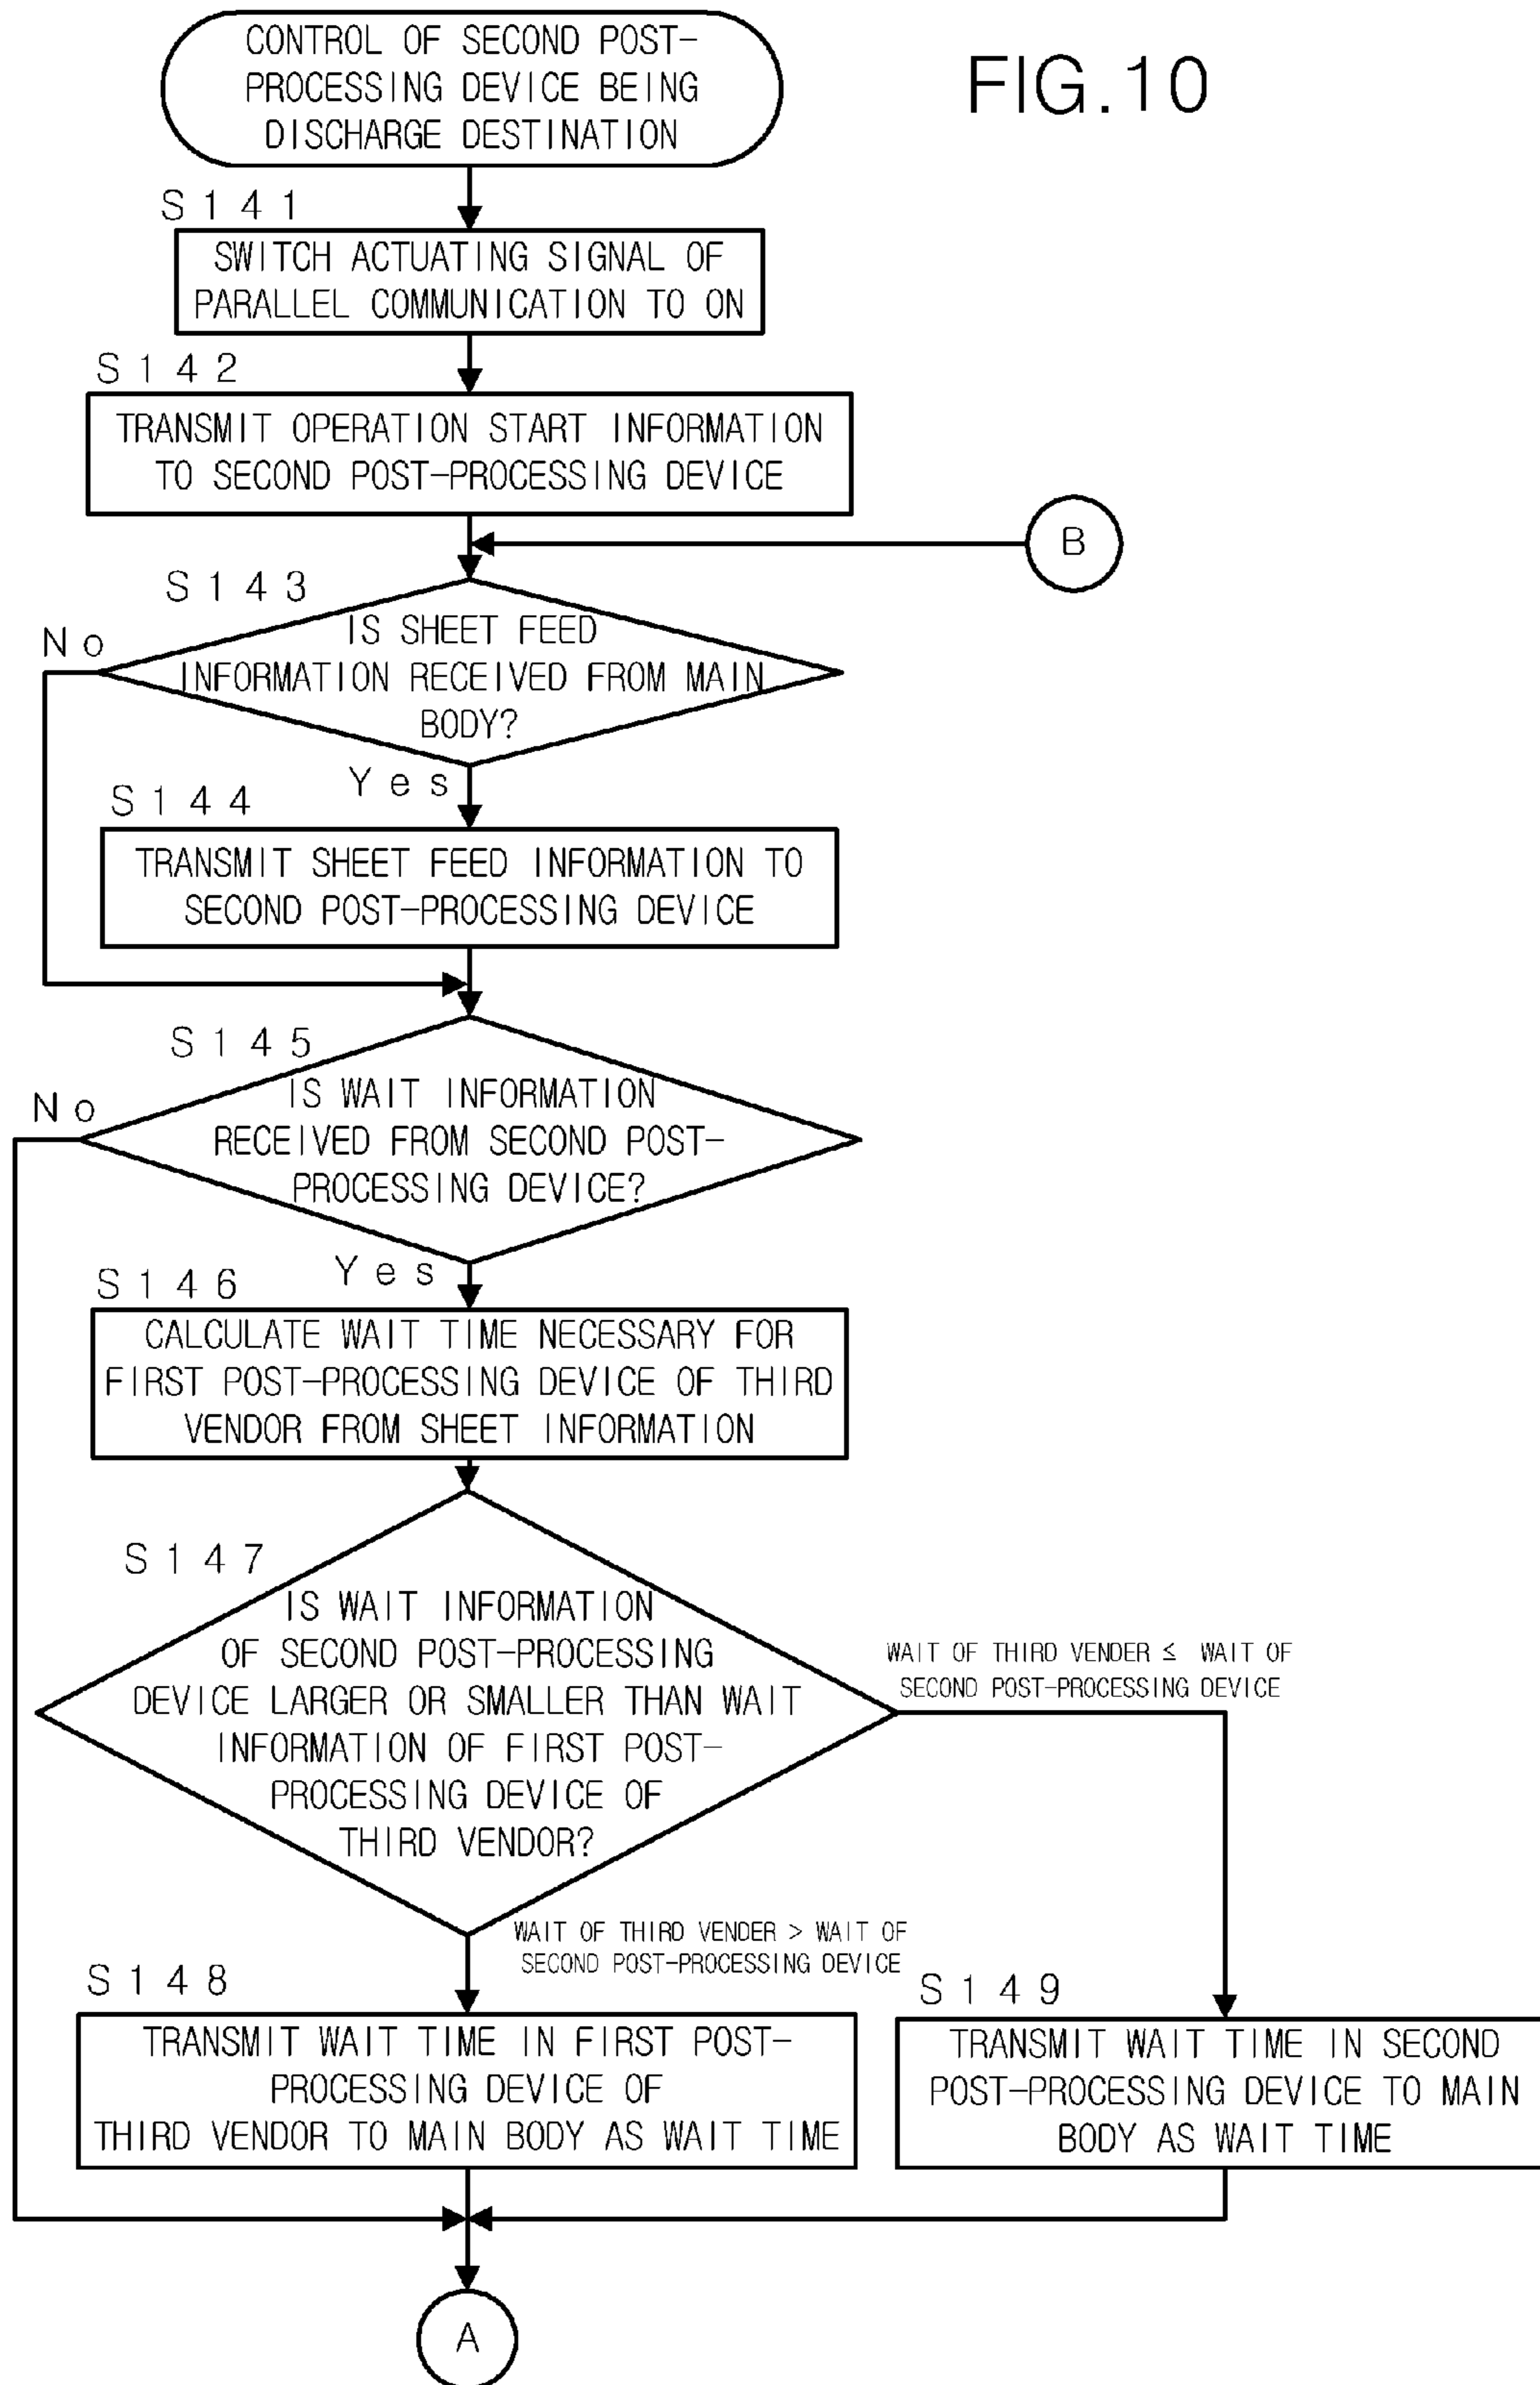 FIG.10
CONTROL OF SECOND POST-
PROCESSING DEVICE BEING
DISCHARGE DESTINATION
S141
SWITCH ACTUATING SIGNAL OF
PARALLEL COMMUNICATION TO ON
S142
TRANSMIT OPERATION START INFORMATION
TO SECOND POST-PROCESSING DEVICE
B
S143
No
IS SHEET FEED
INFORMATION RECEIVED FROM MAIN
BODY?
Yes
S144
TRANSMIT SHEET FEED INFORMATION TO
SECOND POST-PROCESSING DEVICE
S145
No
IS WAIT INFORMATION
RECEIVED FROM SECOND POST-
PROCESSING DEVICE?
Yes
S146
CALCULATE WAIT TIME NECESSARY FOR
FIRST POST-PROCESSING DEVICE OF THIRD
VENDOR FROM SHEET INFORMATION
S147
IS WAIT INFORMATION
OF SECOND POST-PROCESSING
DEVICE LARGER OR SMALLER THAN WAIT
INFORMATION OF FIRST POST-
PROCESSING DEVICE OF
THIRD VENDOR?
WAIT OF THIRD VENDER ≤ WAIT OF
SECOND POST-PROCESSING DEVICE
WAIT OF THIRD VENDER > WAIT OF
SECOND POST-PROCESSING DEVICE
S148
TRANSMIT WAIT TIME IN FIRST POST-
PROCESSING DEVICE OF
THIRD VENDOR TO MAIN BODY AS WAIT TIME
S149
TRANSMIT WAIT TIME IN SECOND
POST-PROCESSING DEVICE TO MAIN
BODY AS WAIT TIME
A